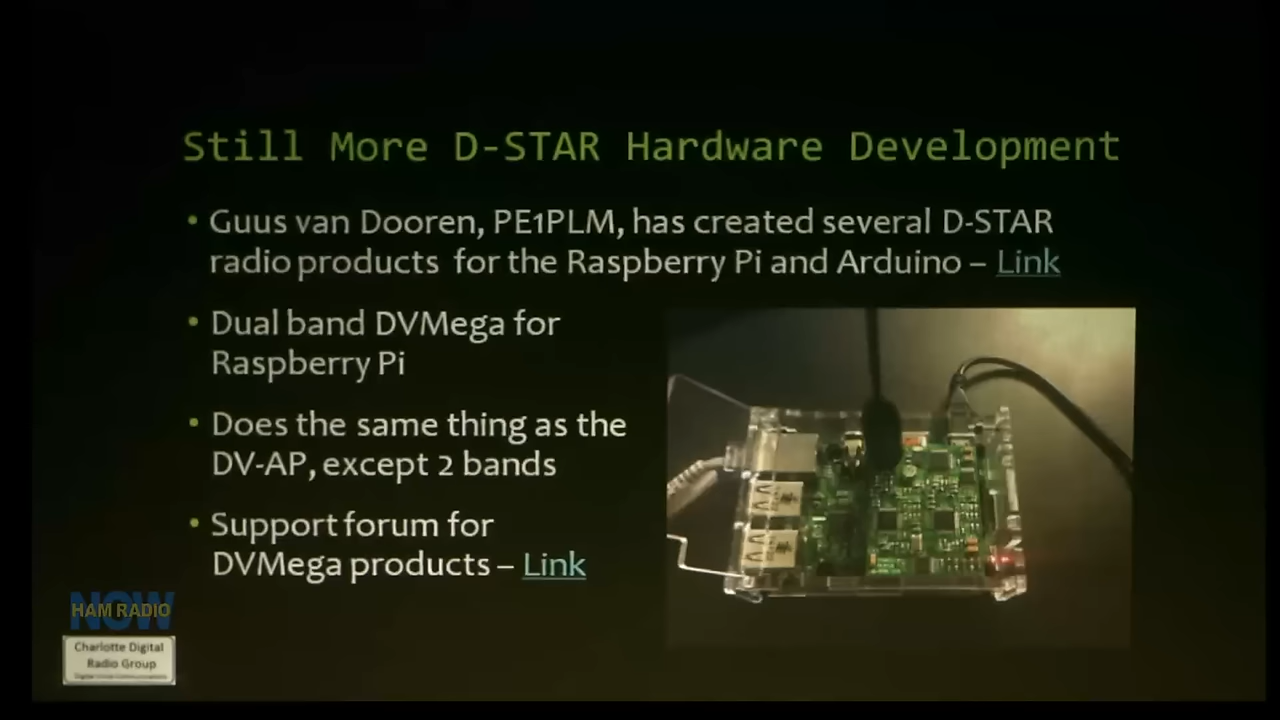 Still More D-STAR Hardware Development
• Guus van Dooren, PE1PLM, has created several D-STAR
radio products for the Raspberry Pi and Arduino – Link
• Dual band DVMega for
Raspberry Pi
• Does the same thing as the
DV-AP, except 2 bands
• Support forum for
DVMega products – Link
NOW
HAM RADIO
Charlotte Digital
Radio Group